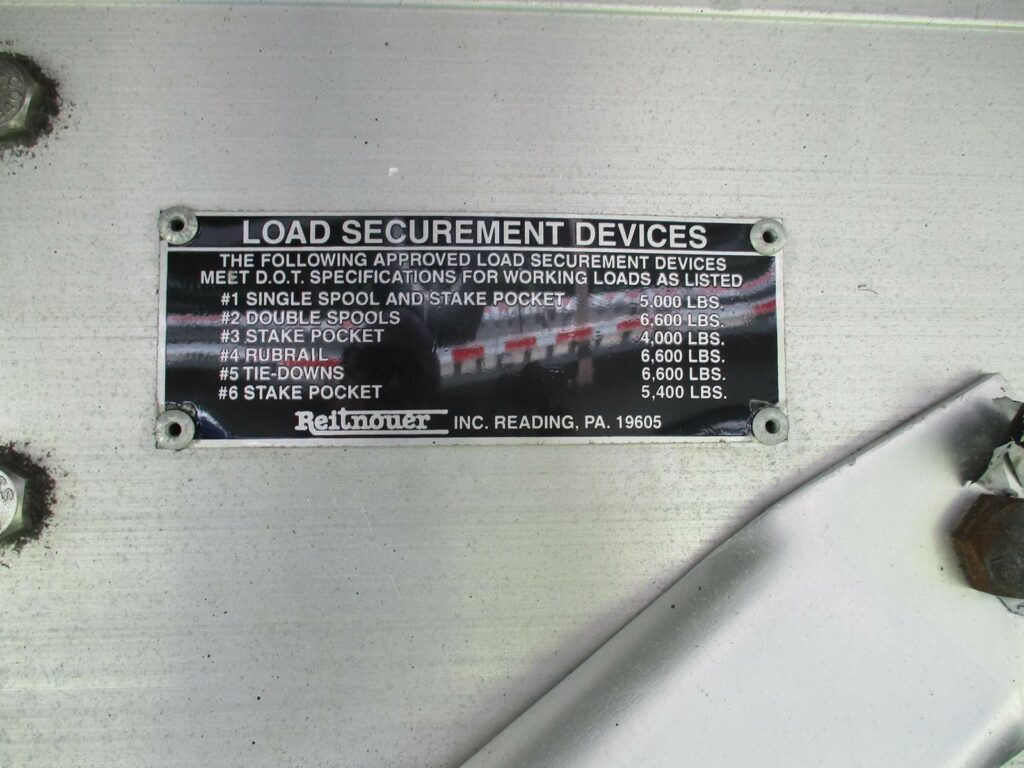 LOAD SECUREMENT DEVICES
THE FOLLOWING APPROVED LOAD SECUREMENT DEVICES
MEET D.O.T. SPECIFICATIONS FOR WORKING LOADS AS LISTED
#1 SINGLE SPOOL AND STAKE POCKET 5,000 LBS.
#2 DOUBLE SPOOLS 6,600 LBS.
#3 STAKE POCKET 4,000 LBS.
#4 RUBRAIL 6,600 LBS.
#5 TIE-DOWNS 6,600 LBS.
#6 STAKE POCKET 5,400 LBS.
Reitnouer INC. READING, PA. 19605